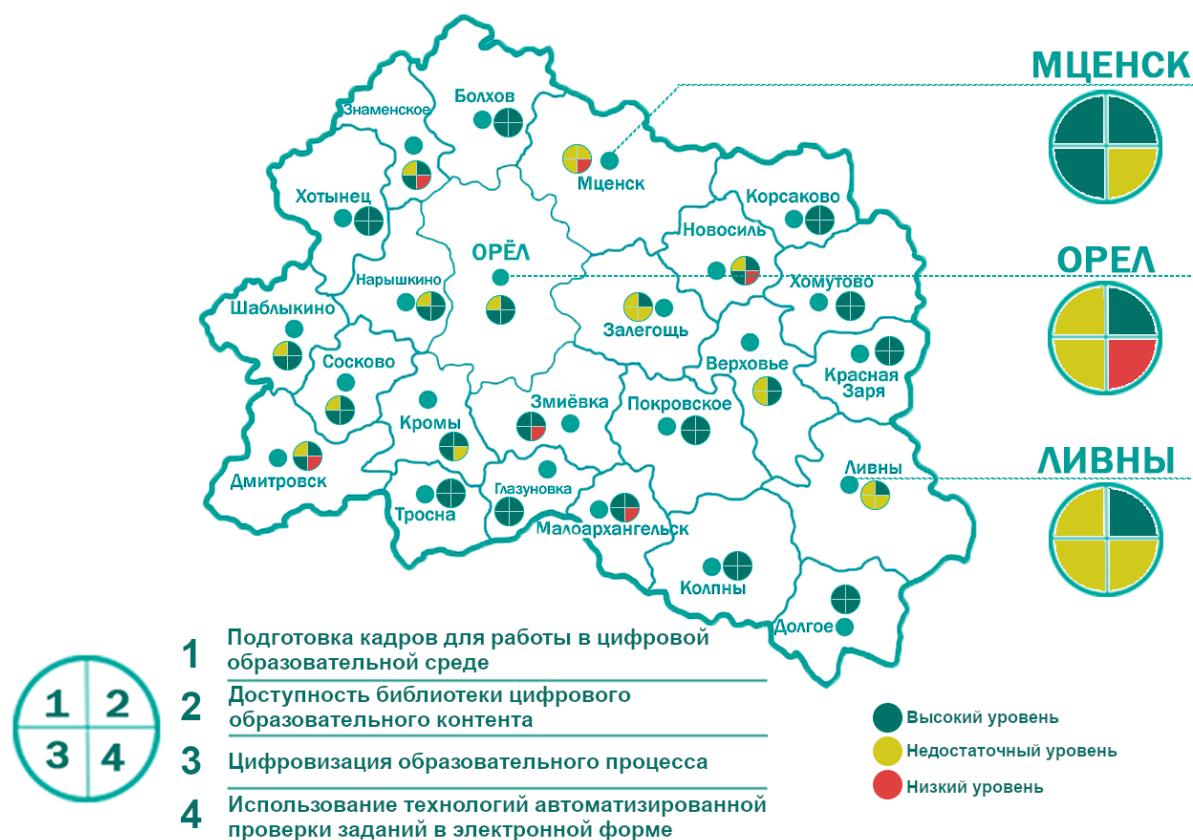 МЦЕНСК
Болхов
Знаменское
Мценск
Хотынец
Корсаково
Новосиль
ОРЁЛ
ОРЕЛ
Нарышкино
Хомутово
Шаблыкино
Залегощь
Сосково
Верховье
Красная
Заря
Змиёвка
Покровское
Кромы
ЛИВНЫ
Ливны
Дмитровск
Глазуновка
Тросна
Малоархангельск
Колпны
Долгое
1 2
3 4
1 Подготовка кадров для работы в цифровой
образовательной среде
2 Доступность библиотеки цифрового
образовательного контента
3 Цифровизация образовательного процесса
4 Использование технологий автоматизированной
проверки заданий в электронной форме
Высокий уровень
Недостаточный уровень
Низкий уровень